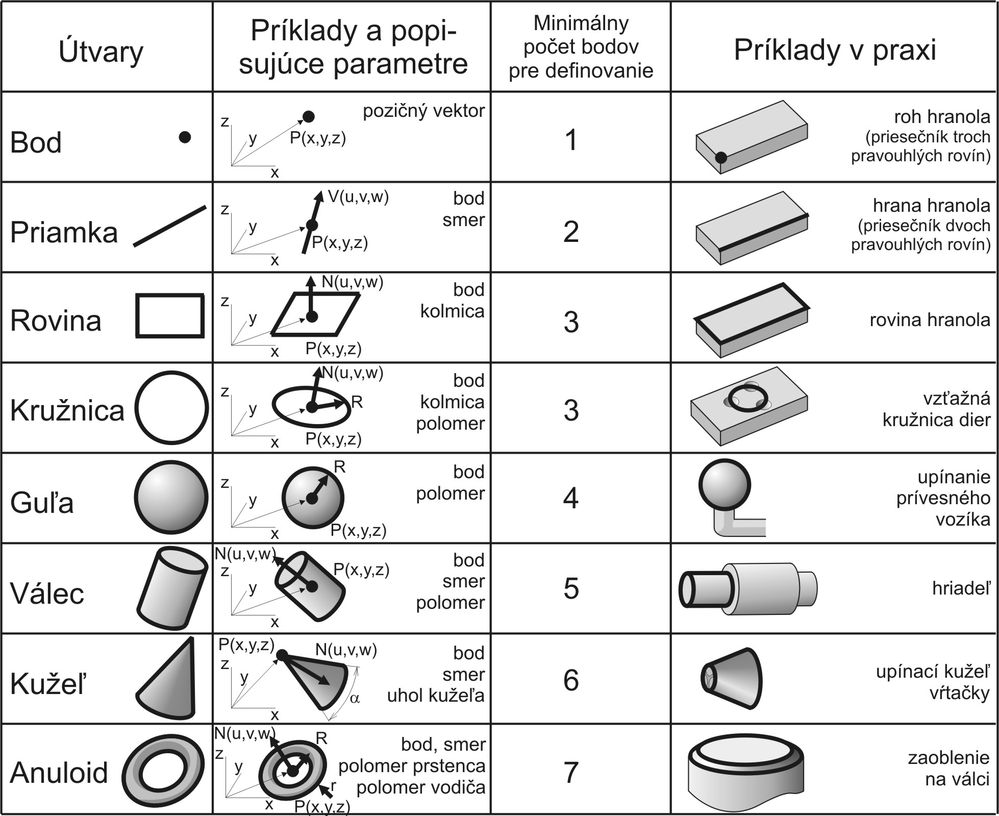 Útvary
Príklady a popi-
sujúce parametre
Minimálny
počet bodov
pre definovanie
Príklady v praxi
Bod
z
y
x
P(x,y,z)
pozičný vektor
1
roh hranola
(priesečník troch
pravouhlých rovín)
Priamka
z
y
x
V(u,v,w)
P(x,y,z)
bod
smer
2
hrana hranola
(priesečník dvoch
pravouhlých rovín)
Rovina
z
y
x
N(u,v,w)
P(x,y,z)
bod
kolmica
3
rovina hranola
Kružnica
z
y
x
N(u,v,w)
R
P(x,y,z)
bod
kolmica
polomer
3
vzťažná
kružnica dier
Guľa
z
y
x
R
P(x,y,z)
bod
polomer
4
upínanie
prívesného
vozíka
Válec
N(u,v,w)
z
y
x
P(x,y,z)
bod
smer
polomer
5
hriadeľ
Kužeľ
P(x,y,z)
z
y
x
N(u,v,w)
α
bod
smer
uhol kužeľa
6
upínací kužeľ
vŕtačky
Anuloid
N(u,v,w)
z
y
x
R
r
P(x,y,z)
bod, smer
polomer prstenca
polomer vodiča
7
zaoblenie
na válci